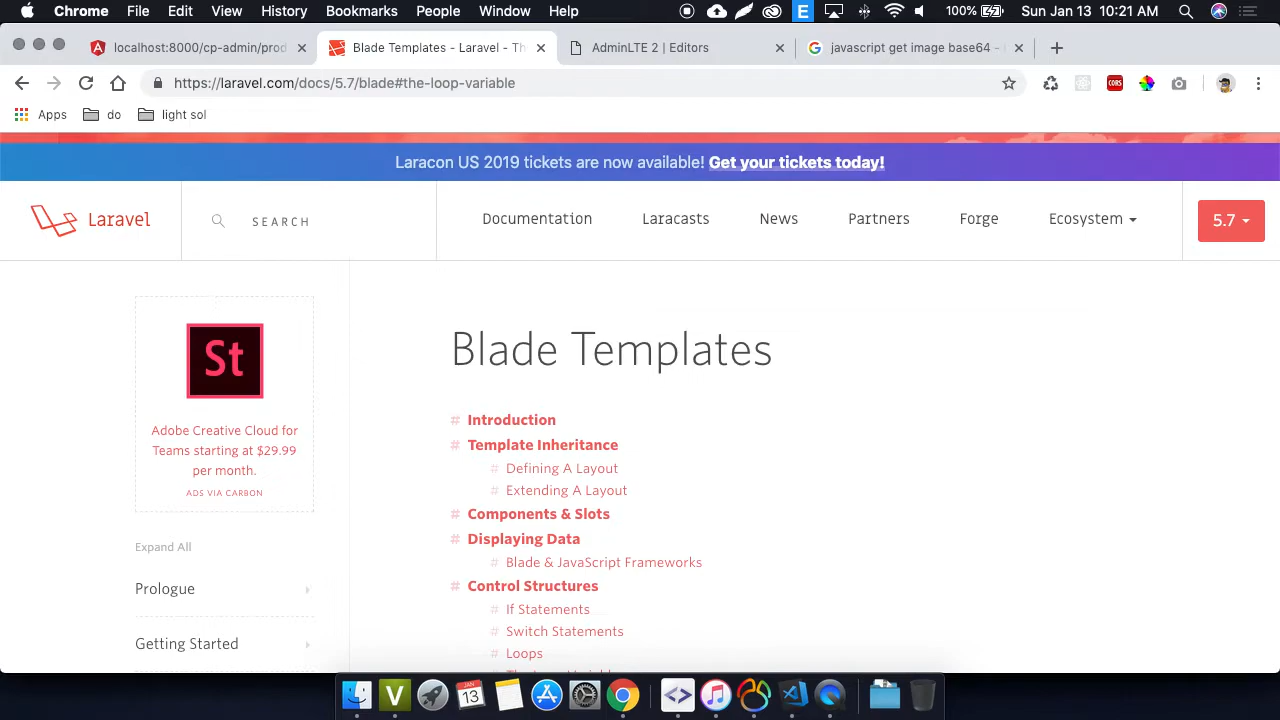 Chrome File Edit View History Bookmarks People Window Help E 100% Sun Jan 13 10:21 AM
localhost:8000/cp-admin/prod Blade Templates - Laravel - Th AdminLTE 2 | Editors javascript get image base64 -
https://laravel.com/docs/5.7/blade#the-loop-variable CORS
Apps do light sol
Laracon US 2019 tickets are now available! Get your tickets today!
Laravel SEARCH Documentation Laracasts News Partners Forge Ecosystem 5.7
St
Adobe Creative Cloud for
Teams starting at $29.99
per month.
ADS VIA CARBON
Expand All
Prologue
Getting Started
Blade Templates
# Introduction
# Template Inheritance
# Defining A Layout
# Extending A Layout
# Components & Slots
# Displaying Data
# Blade & JavaScript Frameworks
# Control Structures
# If Statements
# Switch Statements
# Loops
V JAN 13